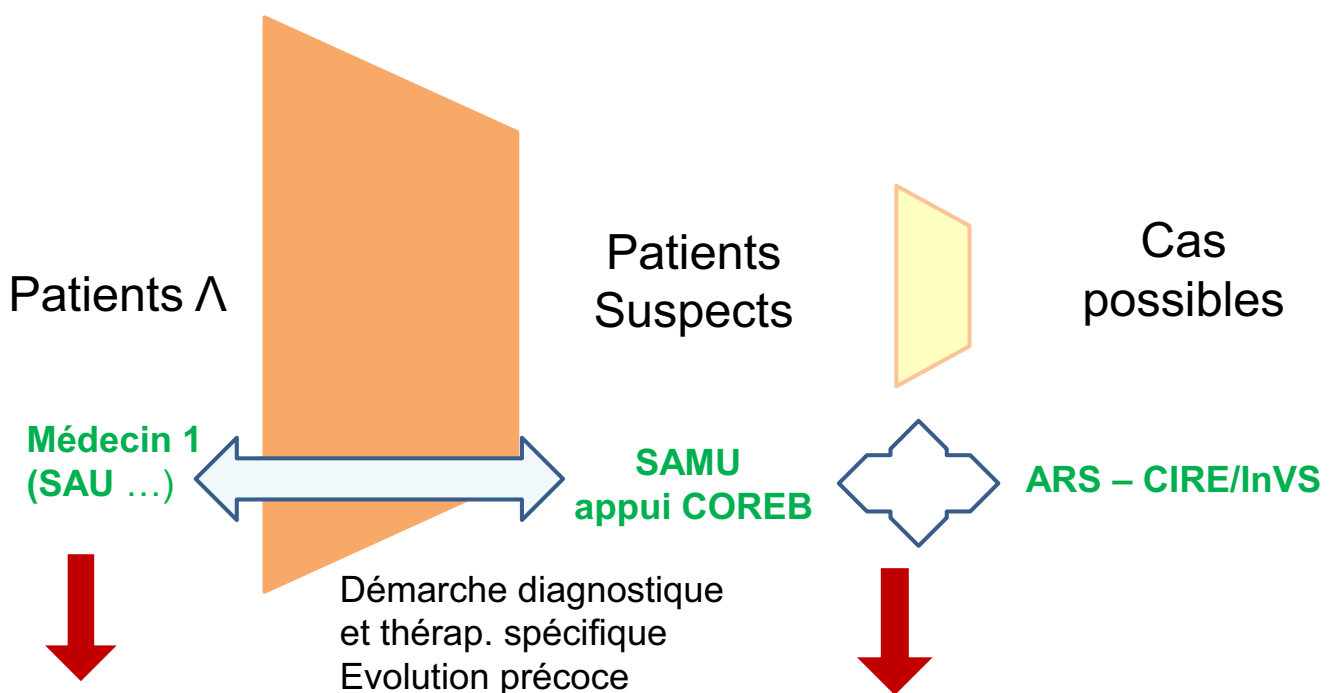 Patients Λ
Patients
Suspects
Cas
possibles
Médecin 1
(SAU …)
SAMU
appui COREB
ARS – CIRE/InVS
Démarche diagnostique
et thérap. spécifique
Evolution précoce